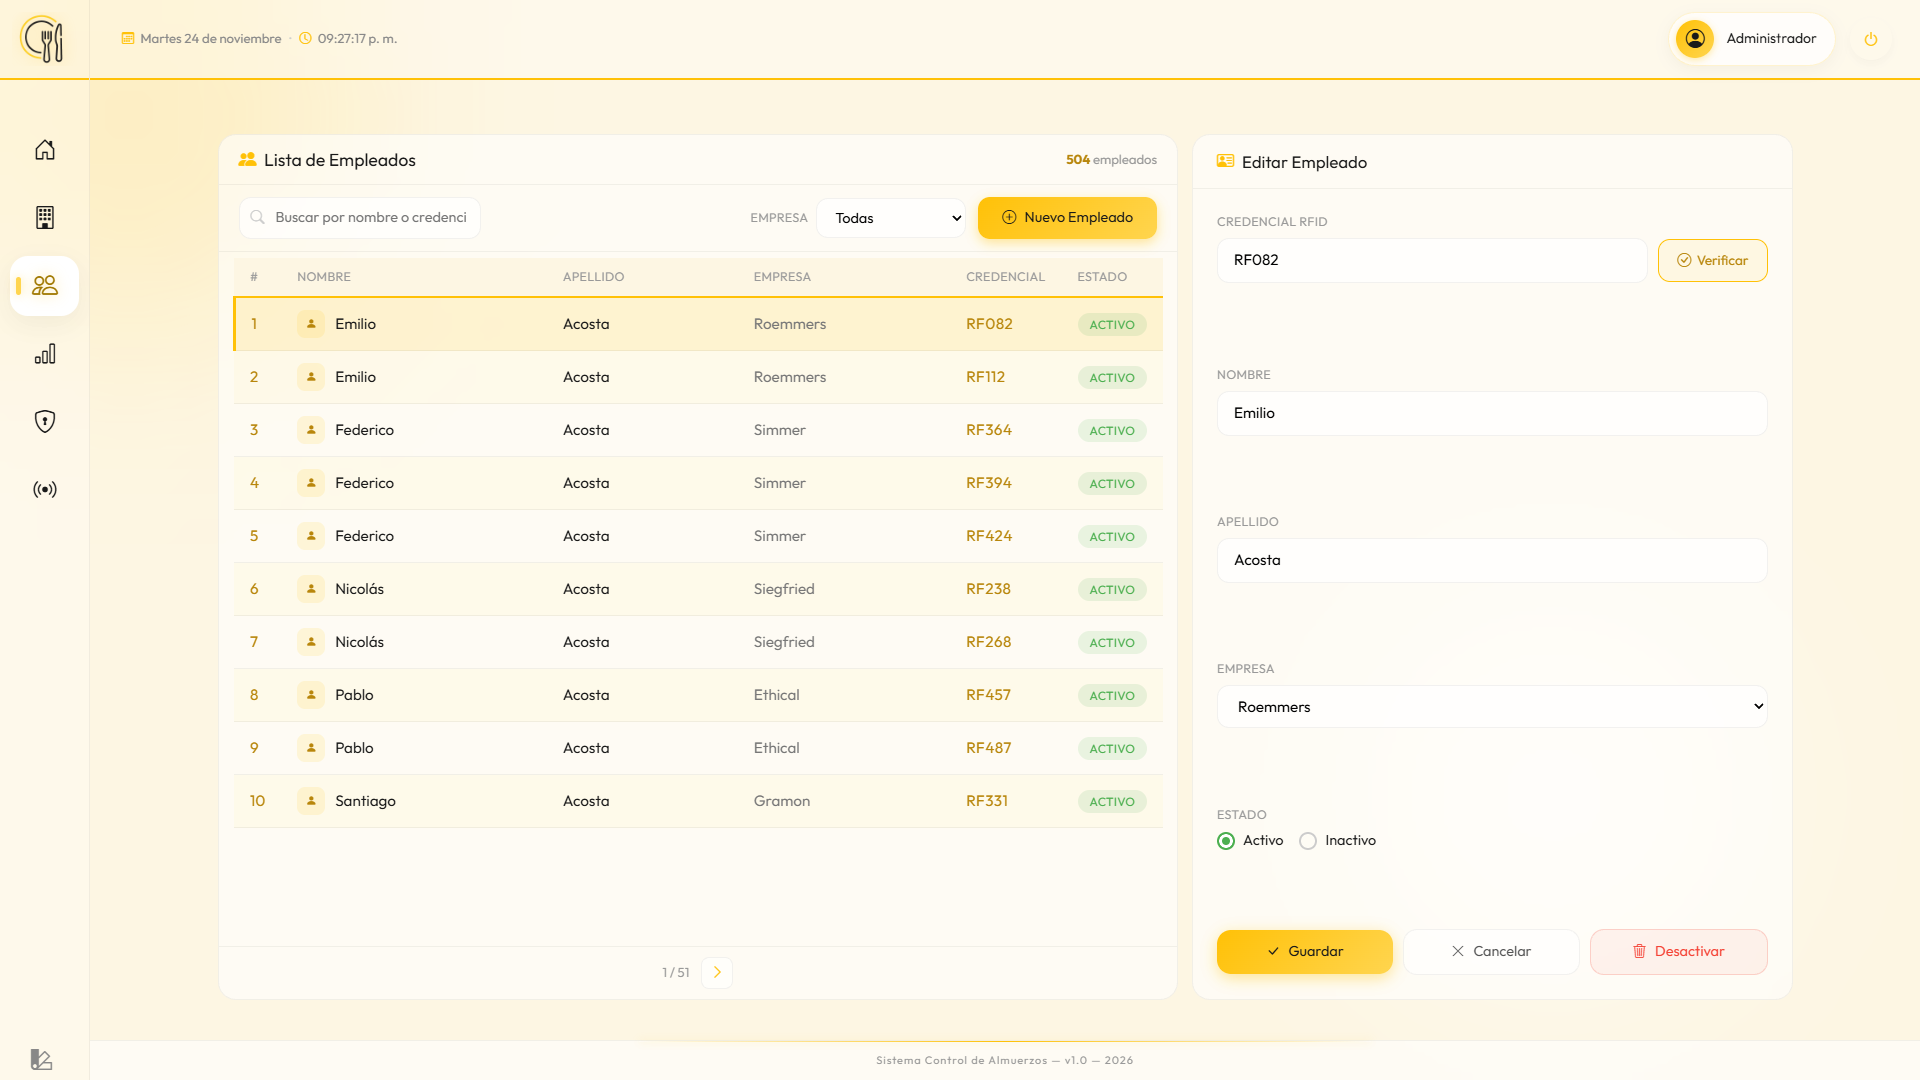 Martes 24 de noviembre · 09:27:17 p. m.
Administrador
Lista de Empleados
504 empleados
Buscar por nombre o credenci
EMPRESA
Todas
Nuevo Empleado
# NOMBRE APELLIDO EMPRESA CREDENCIAL ESTADO
1 Emilio Acosta Roemmers RF082 ACTIVO
2 Emilio Acosta Roemmers RF112 ACTIVO
3 Federico Acosta Simmer RF364 ACTIVO
4 Federico Acosta Simmer RF394 ACTIVO
5 Federico Acosta Simmer RF424 ACTIVO
6 Nicolás Acosta Siegfried RF238 ACTIVO
7 Nicolás Acosta Siegfried RF268 ACTIVO
8 Pablo Acosta Ethical RF457 ACTIVO
9 Pablo Acosta Ethical RF487 ACTIVO
10 Santiago Acosta Gramon RF331 ACTIVO
1 / 51
Editar Empleado
CREDENCIAL RFID
RF082
Verificar
NOMBRE
Emilio
APELLIDO
Acosta
EMPRESA
Roemmers
ESTADO
Activo Inactivo
Guardar
Cancelar
Desactivar
Sistema Control de Almuerzos — v1.0 — 2026